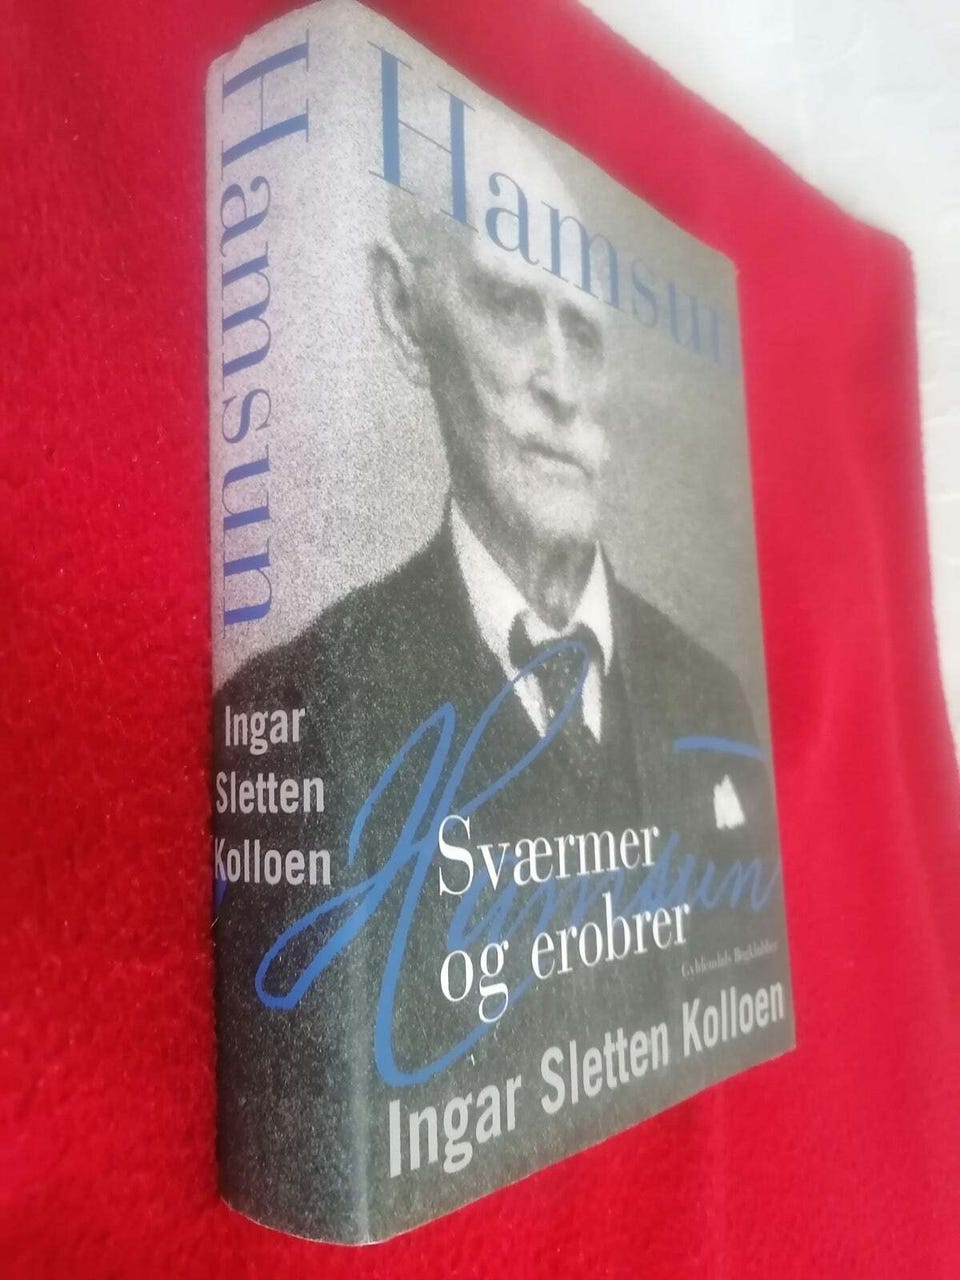 Hamsun
Ingar
Sletten
Kolloen
Hamsun
Hamsun
Sværmer
og erobrer
Gyldendals Bogklubber
Ingar Sletten Kolloen